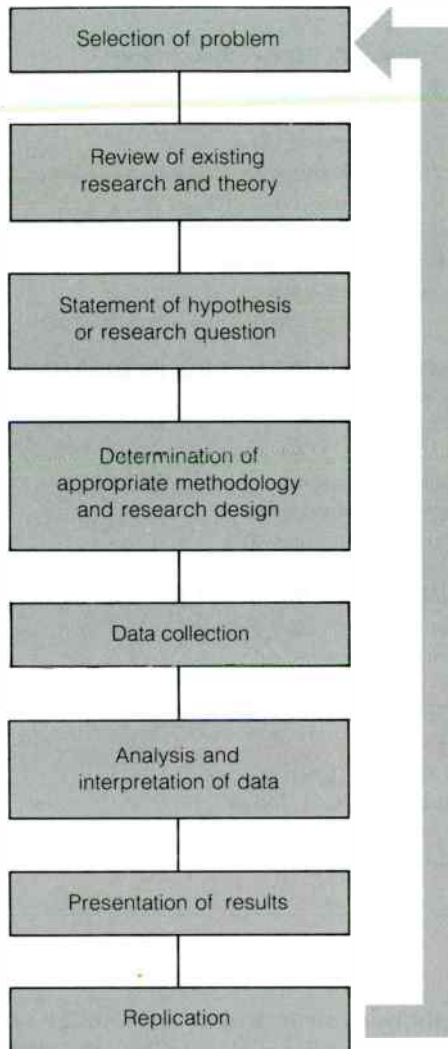 Selection of problem
Review of existing
research and theory
Statement of hypothesis
or research question
Determination of
appropriate methodology
and research design
Data collection
Analysis and
interpretation of data
Presentation of results
Replication